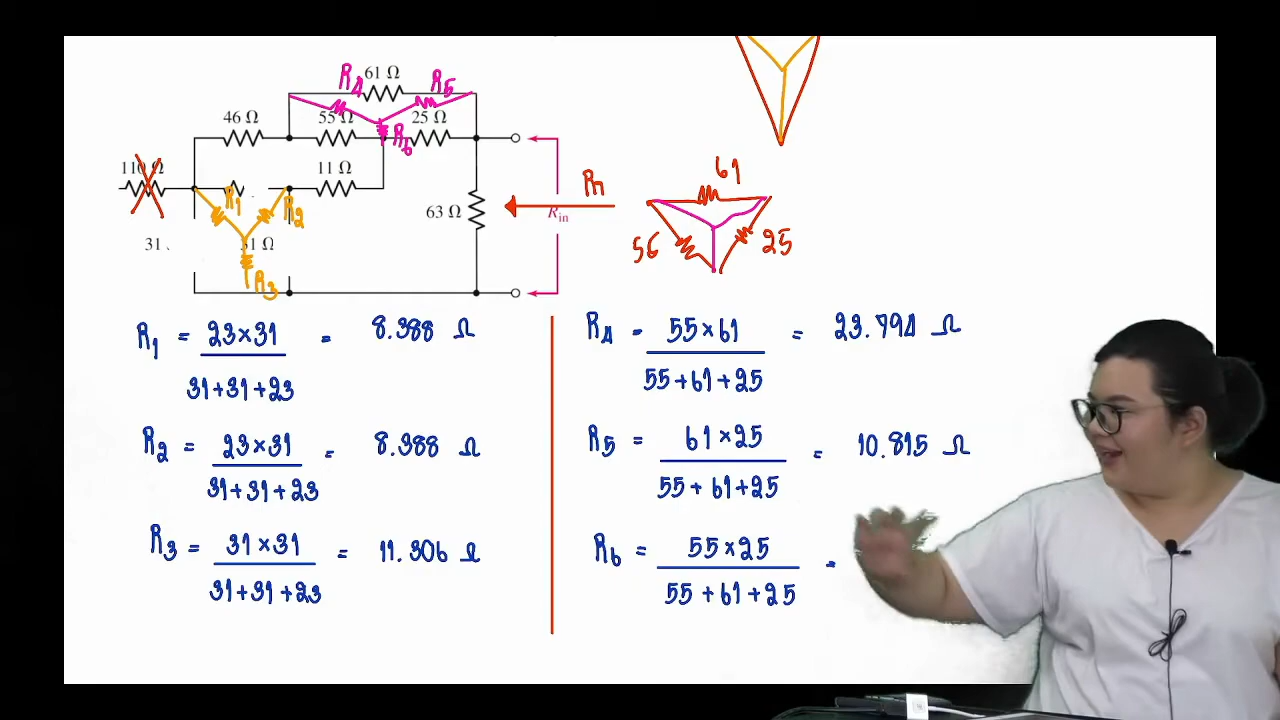 R4 61 Ω R5
46 Ω 55 Ω 25 Ω
R6
110 Ω 11 Ω
R1 R2
63 Ω
Rin
31
31 Ω
R3
61
56 25
R1 = 23×31 / 31+31+23 = 8.388 Ω
R2 = 23×31 / 31+31+23 = 8.388 Ω
R3 = 31×31 / 31+31+23 = 11.306 Ω
R4 = 55×61 / 55+61+25 = 23.794 Ω
R5 = 61×25 / 55+61+25 = 10.815 Ω
R6 = 55×25 / 55+61+25 =